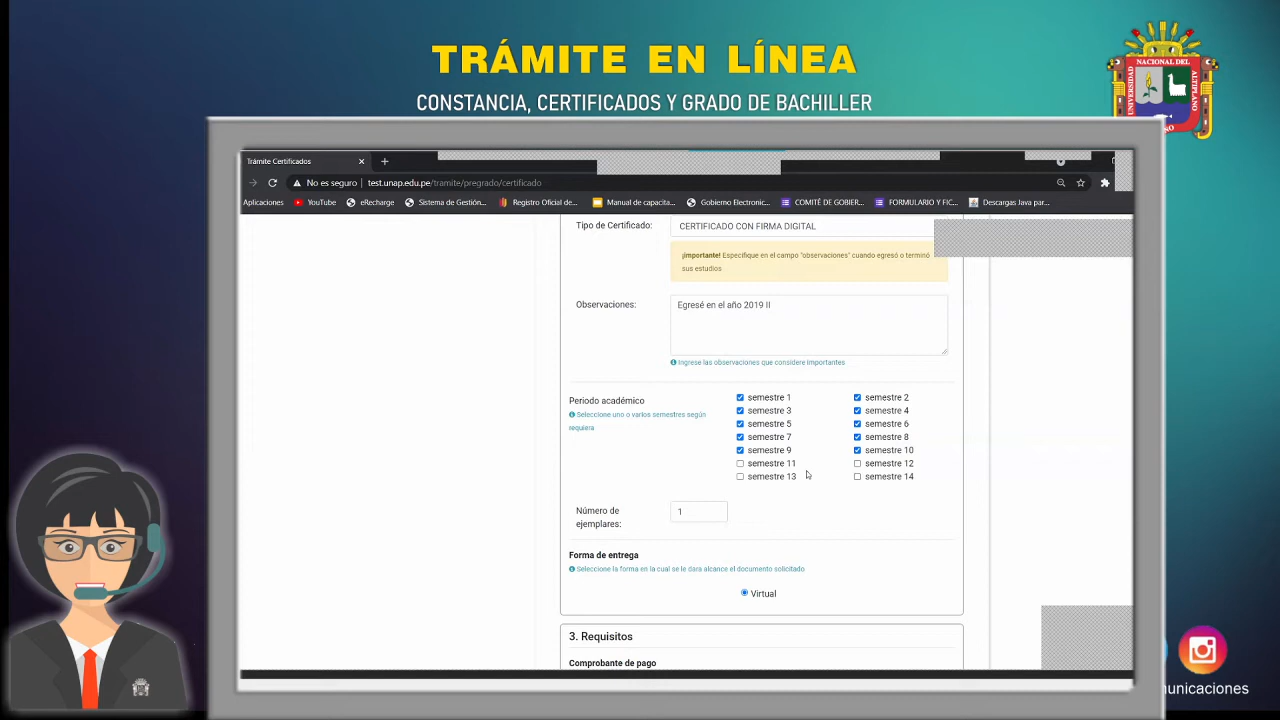 TRÁMITE EN LÍNEA
CONSTANCIA, CERTIFICADOS Y GRADO DE BACHILLER
NACIONAL DEL
UNIVERSIDAD
ALTIPLANO
Trámite Certificados
No es seguro | test.unap.edu.pe/tramite/pregrado/certificado
Aplicaciones YouTube eRecharge Sistema de Gestión... Registro Oficial de... Manual de capacita... Gobierno Electronic... COMITÉ DE GOBIER... FORMULARIO Y FIC... Descargas Java par...
Tipo de Certificado: CERTIFICADO CON FIRMA DIGITAL
¡Importante! Especifique en el campo "observaciones" cuando egresó o terminó
sus estudios
Observaciones: Egresé en el año 2019 II
Ingrese las observaciones que considere importantes
Periodo académico
Seleccione uno o varios semestres según
requiera
semestre 1 semestre 2
semestre 3 semestre 4
semestre 5 semestre 6
semestre 7 semestre 8
semestre 9 semestre 10
semestre 11 semestre 12
semestre 13 semestre 14
Número de
ejemplares: 1
Forma de entrega
Seleccione la forma en la cual se le dara alcance el documento solicitado
Virtual
3. Requisitos
Comprobante de pago
unicaciones